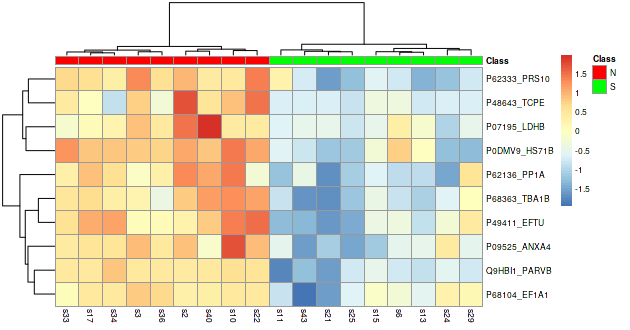 Class
P62333_PRS10
P48643_TCPE
P07195_LDHB
P0DMV9_HS71B
P62136_PP1A
P68363_TBA1B
P49411_EFTU
P09525_ANXA4
Q9HBI1_PARVB
P68104_EF1A1
s33 s17 s34 s3 s36 s2 s40 s10 s22 s11 s43 s21 s25 s15 s6 s13 s24 s29
1.5
1
0.5
0
-0.5
-1
-1.5
Class
N
S